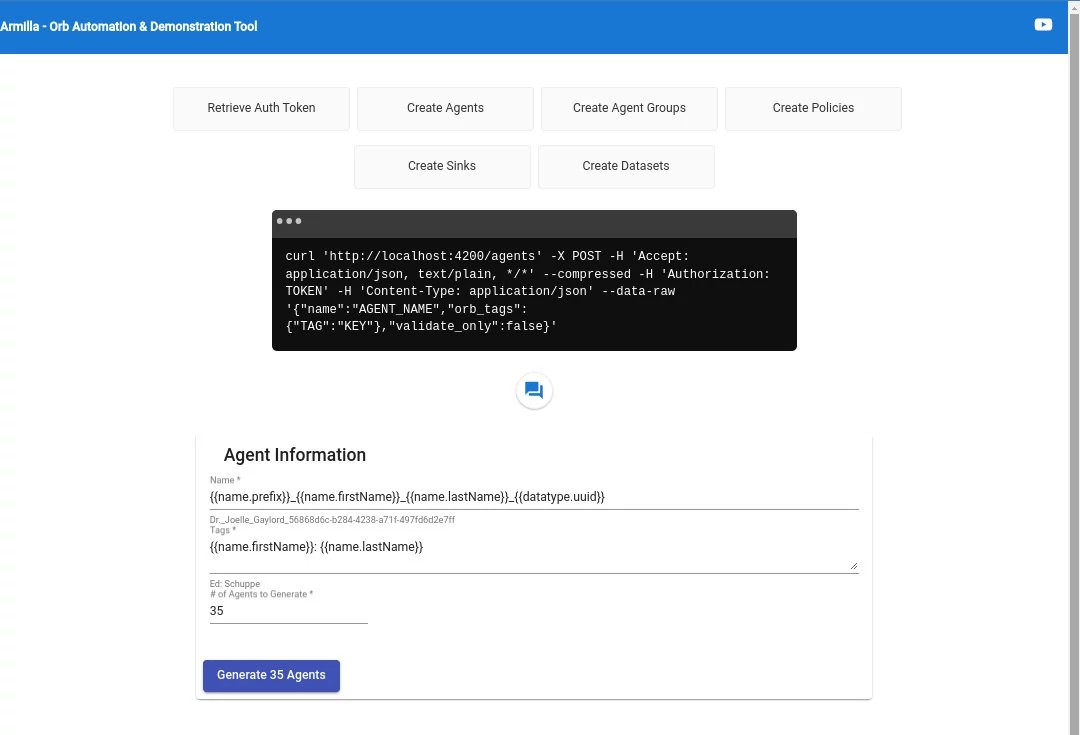 Armilla - Orb Automation & Demonstration Tool
Retrieve Auth Token
Create Agents
Create Agent Groups
Create Policies
Create Sinks
Create Datasets
curl 'http://localhost:4200/agents' -X POST -H 'Accept:
application/json, text/plain, */*' --compressed -H 'Authorization:
TOKEN' -H 'Content-Type: application/json' --data-raw
'{"name":"AGENT_NAME","orb_tags":
{"TAG":"KEY"},"validate_only":false}'
Agent Information
Name *
{{name.prefix}}_{{name.firstName}}_{{name.lastName}}_{{datatype.uuid}}
Dr._Joelle_Gaylord_56868d6c-b284-4238-a71f-497fd6d2e7ff
Tags *
{{name.firstName}}: {{name.lastName}}
Ed: Schuppe
# of Agents to Generate *
35
Generate 35 Agents